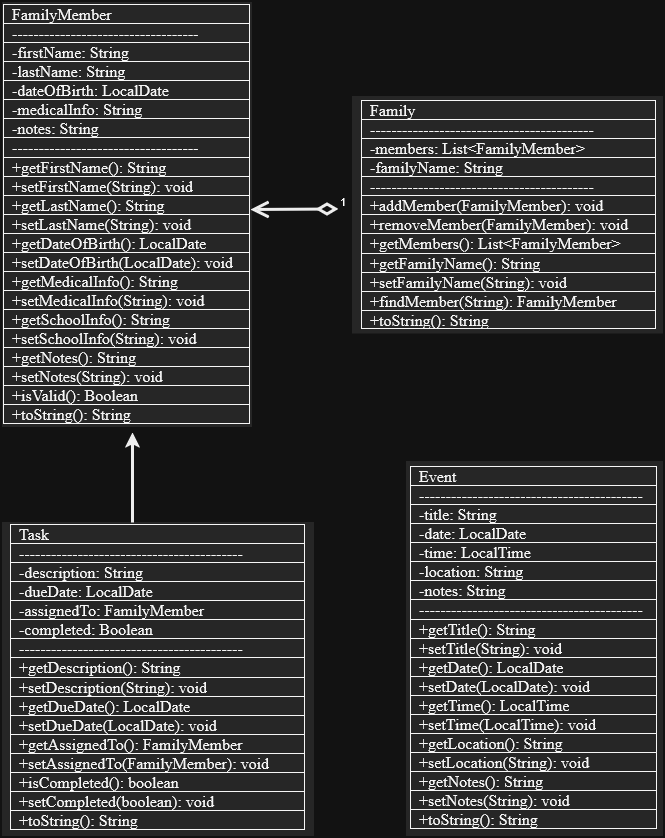 FamilyMember
-----------------------------------
-firstName: String
-lastName: String
-dateOfBirth: LocalDate
-medicalInfo: String
-notes: String
-----------------------------------
+getFirstName(): String
+setFirstName(String): void
+getLastName(): String
+setLastName(String): void
+getDateOfBirth(): LocalDate
+setDateOfBirth(LocalDate): void
+getMedicalInfo(): String
+setMedicalInfo(String): void
+getSchoolInfo(): String
+setSchoolInfo(String): void
+getNotes(): String
+setNotes(String): void
+isValid(): Boolean
+toString(): String
1
Family
------------------------------------------
-members: List<FamilyMember>
-familyName: String
------------------------------------------
+addMember(FamilyMember): void
+removeMember(FamilyMember): void
+getMembers(): List<FamilyMember>
+getFamilyName(): String
+setFamilyName(String): void
+findMember(String): FamilyMember
+toString(): String
Task
------------------------------------------
-description: String
-dueDate: LocalDate
-assignedTo: FamilyMember
-completed: Boolean
------------------------------------------
+getDescription(): String
+setDescription(String): void
+getDueDate(): LocalDate
+setDueDate(LocalDate): void
+getAssignedTo(): FamilyMember
+setAssignedTo(FamilyMember): void
+isCompleted(): boolean
+setCompleted(boolean): void
+toString(): String
Event
------------------------------------------
-title: String
-date: LocalDate
-time: LocalTime
-location: String
-notes: String
------------------------------------------
+getTitle(): String
+setTitle(String): void
+getDate(): LocalDate
+setDate(LocalDate): void
+getTime(): LocalTime
+setTime(LocalTime): void
+getLocation(): String
+setLocation(String): void
+getNotes(): String
+setNotes(String): void
+toString(): String